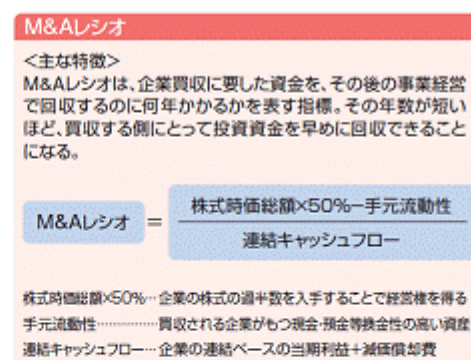 M&Aレシオ
<主な特徴>
M&Aレシオは、企業買収に要した資金を、その後の事業経営
で回収するのに何年かかるかを表す指標。その年数が短い
ほど、買収する側にとって投資資金を早めに回収できること
になる。
M&Aレシオ = 株式時価総額×50%−手元流動性
連結キャッシュフロー
株式時価総額×50%…企業の株式の過半数を入手することで経営権を得る
手元流動性…………買収される企業がもつ現金・預金等換金性の高い資産
連結キャッシュフロー…企業の連結ベースの当期利益+減価償却費